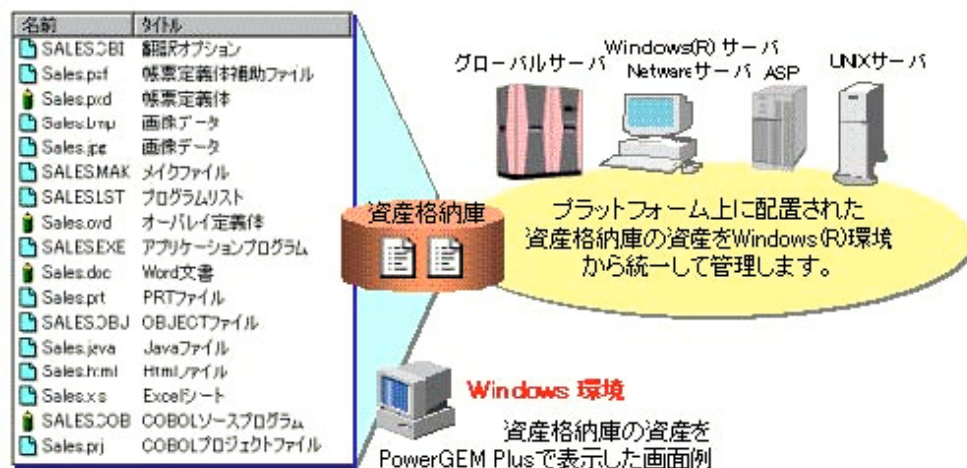 名前 タイトル
SALES.OBI 翻訳オプション
Sales.psf 帳票定義体補助ファイル
Sales.pxd 帳票定義体
Sales.bmp 画像データ
Sales.jpg 画像データ
SALES.MAK メイクファイル
SALES.LST プログラムリスト
Sales.ovd オーバレイ定義体
SALES.EXE アプリケーションプログラム
Sales.doc Word文書
Sales.prt PRTファイル
SALES.OBJ OBJECTファイル
Sales.java Javaファイル
Sales.html Htmlファイル
Sales.xls Excelシート
SALES.COB COBOLソースプログラム
Sales.prj COBOLプロジェクトファイル
グローバルサーバ
Windows(R) サーバ
Netwareサーバ
ASP
UNIXサーバ
資産格納庫
プラットフォーム上に配置された
資産格納庫の資産をWindows(R)環境
から統一して管理します。
Windows 環境
資産格納庫の資産を
PowerGEM Plusで表示した画面例